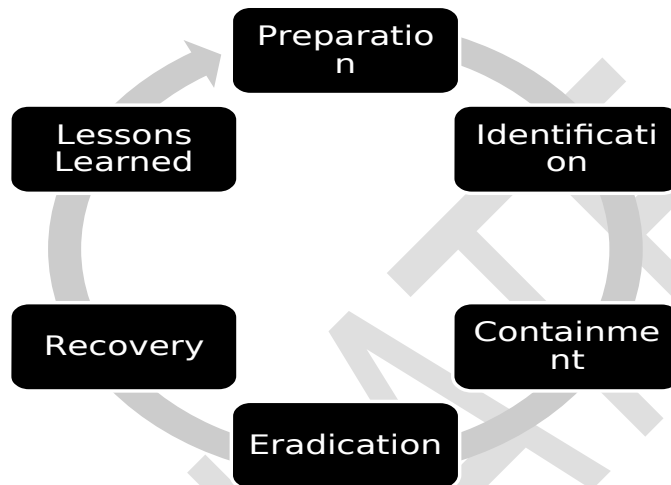 Preparatio
n
Identificati
on
Containme
nt
Eradication
Recovery
Lessons
Learned